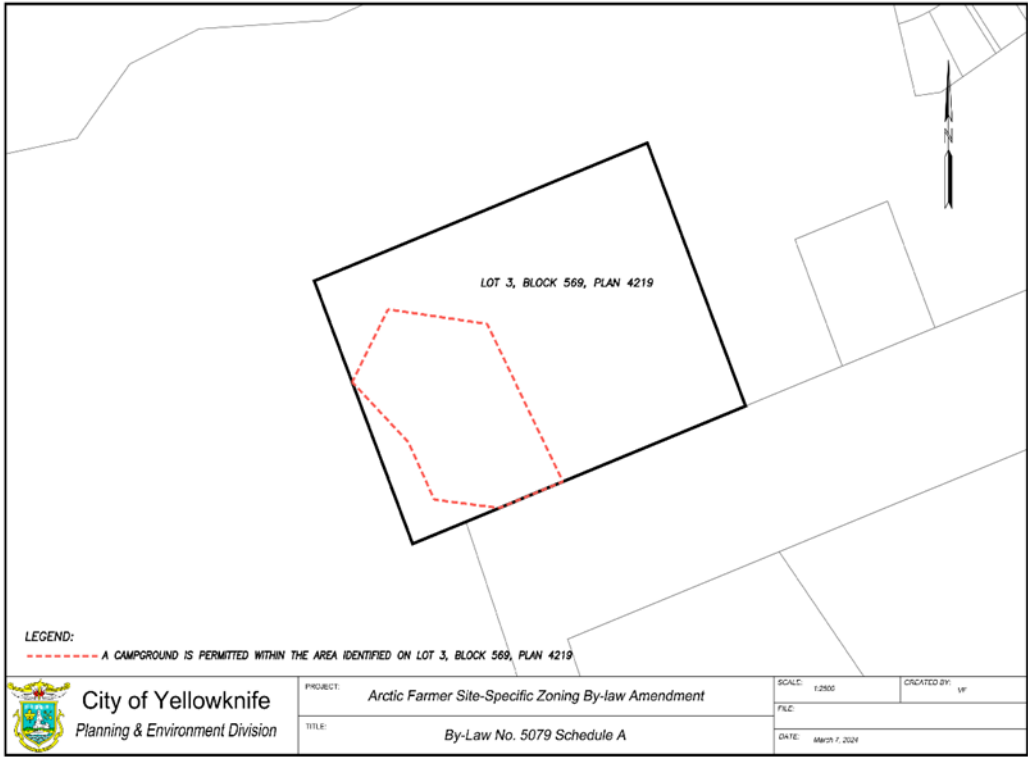 N
LOT 3, BLOCK 569, PLAN 4219
LEGEND:
A CAMPGROUND IS PERMITTED WITHIN THE AREA IDENTIFIED ON LOT 3, BLOCK 569, PLAN 4219
City of Yellowknife
Planning & Environment Division
PROJECT:
Arctic Farmer Site-Specific Zoning By-law Amendment
TITLE:
By-Law No. 5079 Schedule A
SCALE: 1:2500
CREATED BY: VF
FILE:
DATE: March 7, 2024